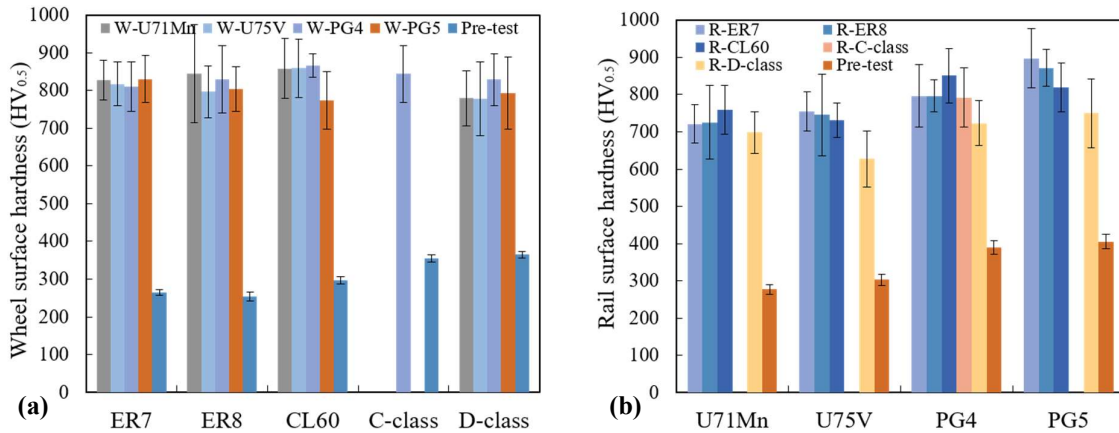 W-U71Mn W-U75V W-PG4 W-PG5 Pre-test
Wheel surface hardness (HV0.5)
1000
900
800
700
600
500
400
300
200
100
0
ER7 ER8 CL60 C-class D-class
(a)
R-ER7 R-ER8
R-CL60 R-C-class
R-D-class Pre-test
Rail surface hardness (HV0.5)
1000
900
800
700
600
500
400
300
200
100
0
U71Mn U75V PG4 PG5
(b)